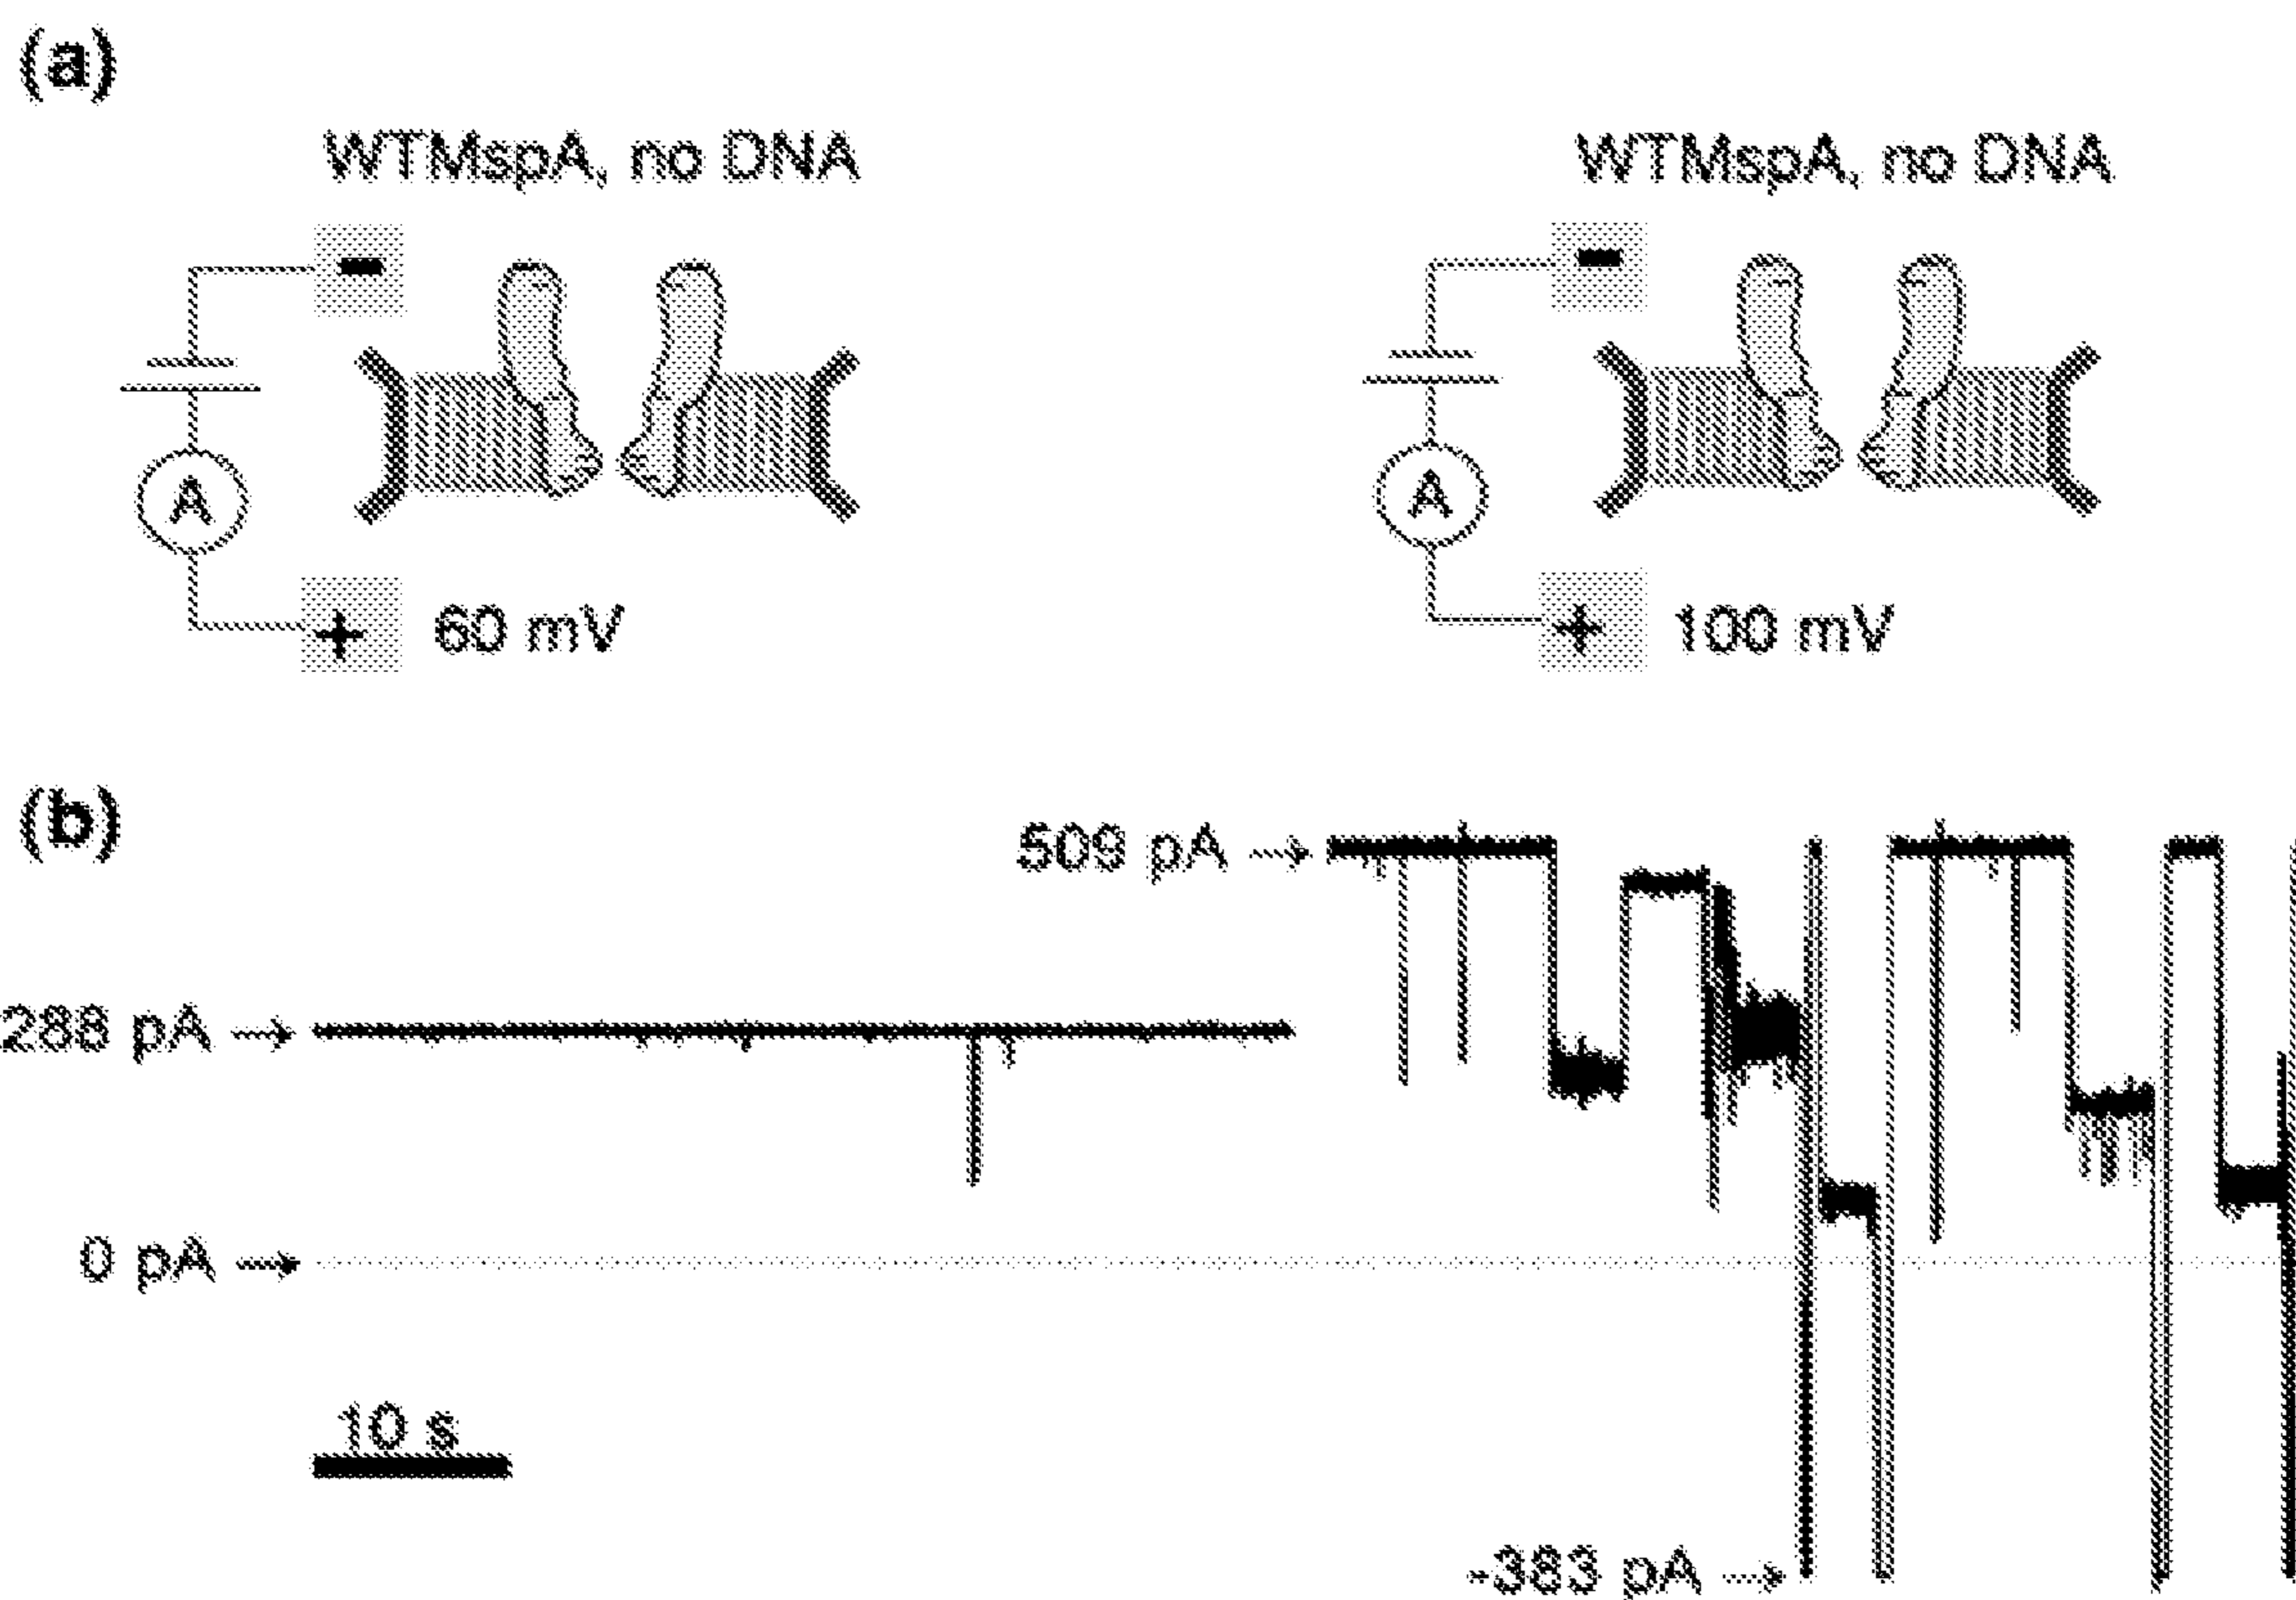 (a)
WTMspA, no DNA
WTMspA, no DNA
-
-
A
A
+ 60 mV
+ 100 mV
(b)
509 pA →
288 pA →
0 pA →
10 s
-383 pA →